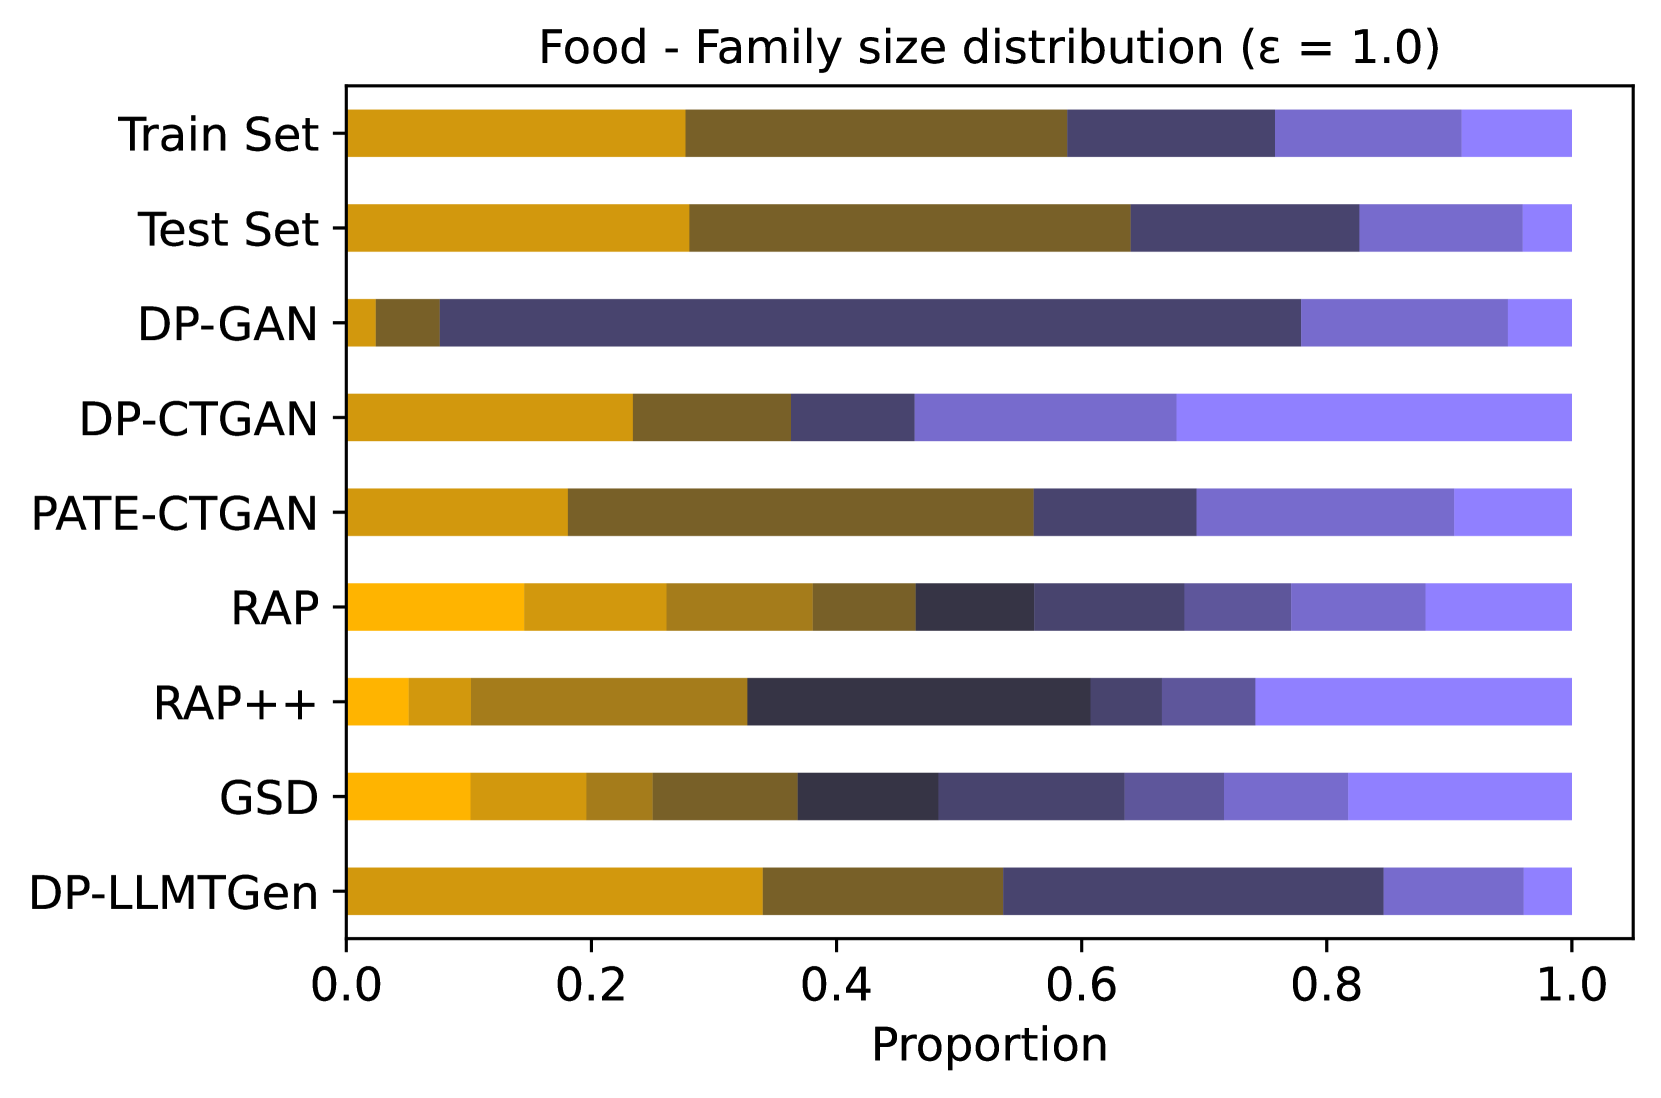 Food - Family size distribution (ε = 1.0)
Train Set
Test Set
DP-GAN
DP-CTGAN
PATE-CTGAN
RAP
RAP++
GSD
DP-LLMTGen
0.0 0.2 0.4 0.6 0.8 1.0
Proportion